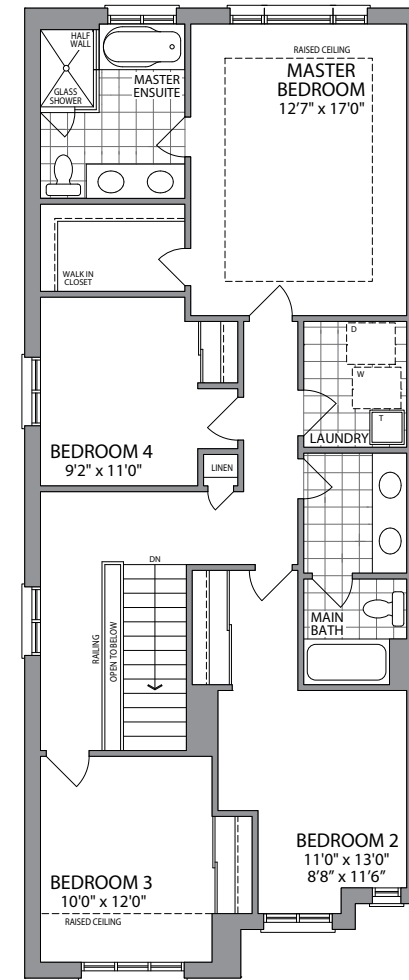 HALF
WALL
GLASS
SHOWER
MASTER
ENSUITE
RAISED CEILING
MASTER
BEDROOM
12'7" x 17'0"
WALK IN
CLOSET
D
W
T
LAUNDRY
BEDROOM 4
9'2" x 11'0"
LINEN
DN
RAILING
OPEN TO BELOW
MAIN
BATH
BEDROOM 2
11'0" x 13'0"
8'8" x 11'6"
BEDROOM 3
10'0" x 12'0"
RAISED CEILING